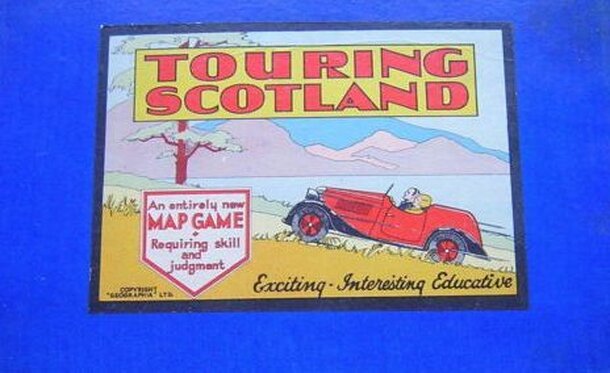 TOURING
SCOTLAND
An entirely new
MAP GAME
Requiring skill
and
judgment
COPYRIGHT
"GEOGRAPHIA" LTD.
Exciting - Interesting Educative